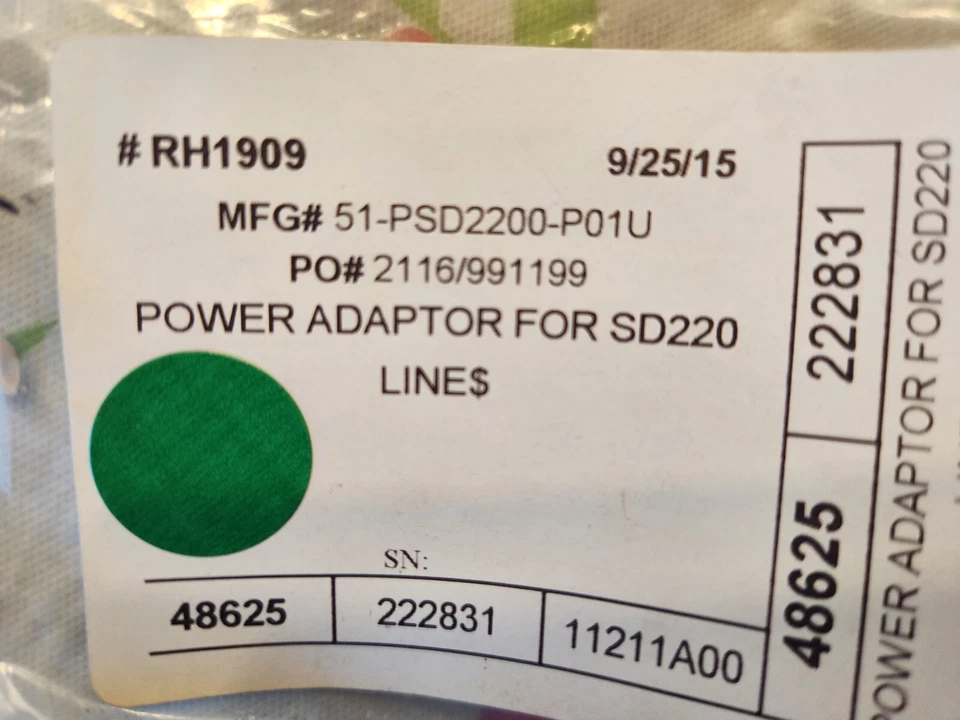 # RH1909 9/25/15
MFG# 51-PSD2200-P01U
PO# 2116/991199
POWER ADAPTOR FOR SD220
LINE$
SN:
48625 222831 11211A00
48625 222831
POWER ADAPTOR FOR SD220